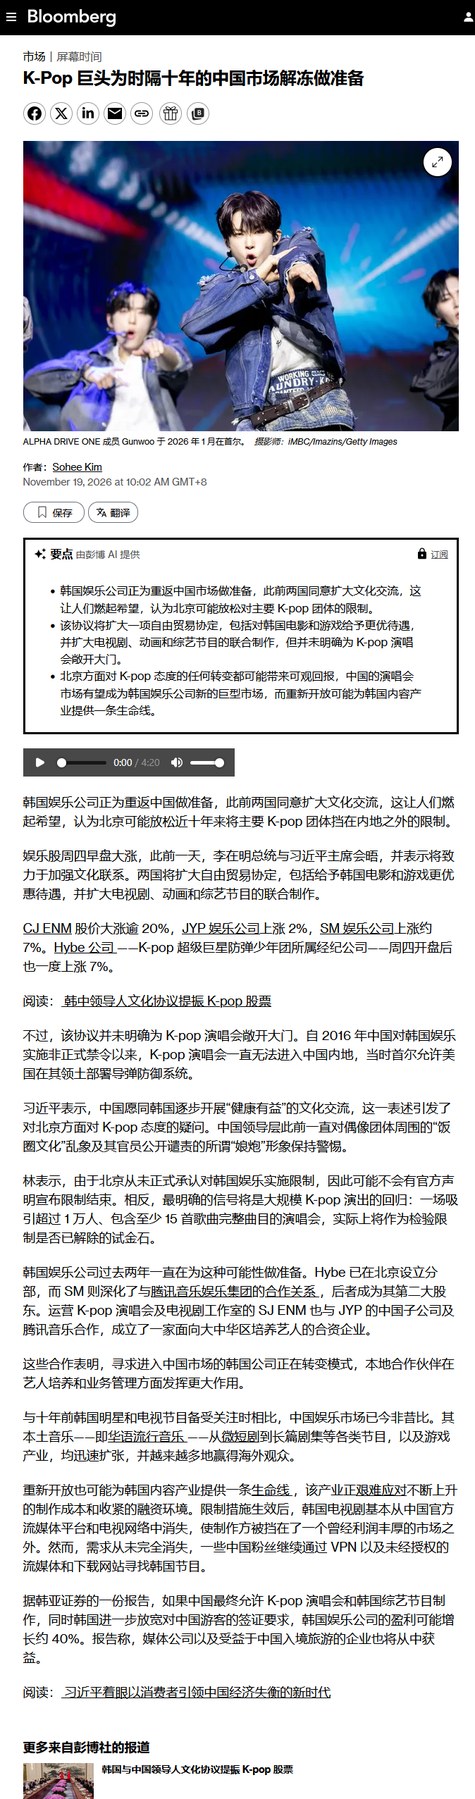 Bloomberg
市场 | 屏幕时间
K-Pop 巨头为时隔十年的中国市场解冻做准备
WORKING
LAUNDRY
ALPHA DRIVE ONE 成员 Gunwoo 于 2026 年 1 月在首尔。 摄影师：iMBC/Imazins/Getty Images
作者：Sohee Kim
November 19, 2026 at 10:02 AM GMT+8
保存 翻译
要点 由彭博 AI 提供 订阅
• 韩国娱乐公司正为重返中国市场做准备，此前两国同意扩大文化交流，这
让人们燃起希望，认为北京可能放松对主要 K-pop 团体的限制。
• 该协议将扩大一项自由贸易协定，包括对韩国电影和游戏给予更优待遇，
并扩大电视剧、动画和综艺节目的联合制作，但并未明确为 K-pop 演唱
会敞开大门。
• 北京方面对 K-pop 态度的任何转变都可能带来可观回报，中国的演唱会
市场有望成为韩国娱乐公司新的巨型市场，而重新开放可能为韩国内容产
业提供一条生命线。
0:00 / 4:20
韩国娱乐公司正为重返中国做准备，此前两国同意扩大文化交流，这让人们燃
起希望，认为北京可能放松近十年来将主要 K-pop 团体挡在内地之外的限制。
娱乐股周四早盘大涨，此前一天，李在明总统与习近平主席会晤，并表示将致
力于加强文化联系。两国将扩大自由贸易协定，包括给予韩国电影和游戏更优
惠待遇，并扩大电视剧、动画和综艺节目的联合制作。
CJ ENM 股价大涨逾 20%，JYP 娱乐公司上涨 2%，SM 娱乐公司上涨约
7%。Hybe 公司 ——K-pop 超级巨星防弹少年团所属经纪公司——周四开盘后
也一度上涨 7%。
阅读： 韩中领导人文化协议提振 K-pop 股票
不过，该协议并未明确为 K-pop 演唱会敞开大门。自 2016 年中国对韩国娱乐
实施非正式禁令以来，K-pop 演唱会一直无法进入中国内地，当时首尔允许美
国在其领土部署导弹防御系统。
习近平表示，中国愿同韩国逐步开展“健康有益”的文化交流，这一表述引发了
对北京方面对 K-pop 态度的疑问。中国领导层此前一直对偶像团体周围的“饭
圈文化”乱象及其官员公开谴责的所谓“娘炮”形象保持警惕。
林表示，由于北京从未正式承认对韩国娱乐实施限制，因此可能不会有官方声
明宣布限制结束。相反，最明确的信号将是大规模 K-pop 演出的回归：一场吸
引超过 1 万人、包含至少 15 首歌曲完整曲目的演唱会，实际上将作为检验限
制是否已解除的试金石。
韩国娱乐公司过去两年一直在为这种可能性做准备。Hybe 已在北京设立分
部，而 SM 则深化了与腾讯音乐娱乐集团的合作关系 ，后者成为其第二大股
东。运营 K-pop 演唱会及电视剧工作室的 SJ ENM 也与 JYP 的中国子公司及
腾讯音乐合作，成立了一家面向大中华区培养艺人的合资企业。
这些合作表明，寻求进入中国市场的韩国公司正在转变模式，本地合作伙伴在
艺人培养和业务管理方面发挥更大作用。
与十年前韩国明星和电视节目备受关注时相比，中国娱乐市场已今非昔比。其
本土音乐——即华语流行音乐 ——从微短剧到长篇剧集等各类节目，以及游戏
产业，均迅速扩张，并越来越多地赢得海外观众。
重新开放也可能为韩国内容产业提供一条生命线 ，该产业正艰难应对不断上升
的制作成本和收紧的融资环境。限制措施生效后，韩国电视剧基本从中国官方
流媒体平台和电视网络中消失，使制作方被挡在了一个曾经利润丰厚的市场之
外。然而，需求从未完全消失，一些中国粉丝继续通过 VPN 以及未经授权的
流媒体和下载网站寻找韩国节目。
据韩亚证券的一份报告，如果中国最终允许 K-pop 演唱会和韩国综艺节目制
作，同时韩国进一步放宽对中国游客的签证要求，韩国娱乐公司的盈利可能增
长约 40%。报告称，媒体公司以及受益于中国入境旅游的企业也将从中获
益。
阅读： 习近平着眼以消费者引领中国经济失衡的新时代
更多来自彭博社的报道
韩国与中国领导人文化协议提振 K-pop 股票